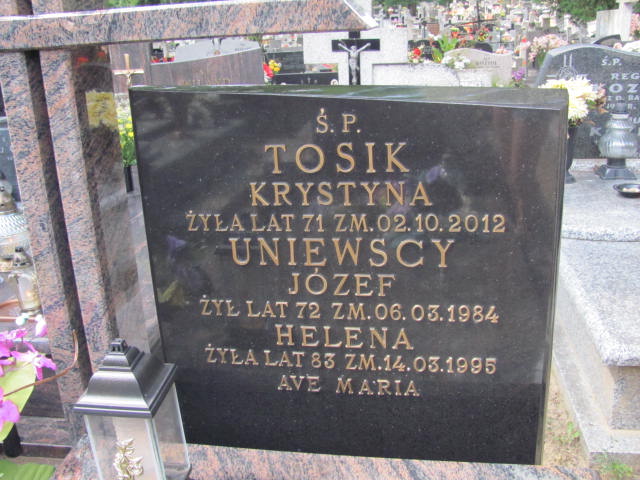 Ś. P.
TOSIK
KRYSTYNA
ŻYŁA LAT 71 ZM. 02.10.2012
UNIEWSCY
JÓZEF
ŻYŁ LAT 72 ZM. 06.03.1984
HELENA
ŻYŁA LAT 83 ZM. 14.03.1995
AVE MARIA
Ś.P.
REG